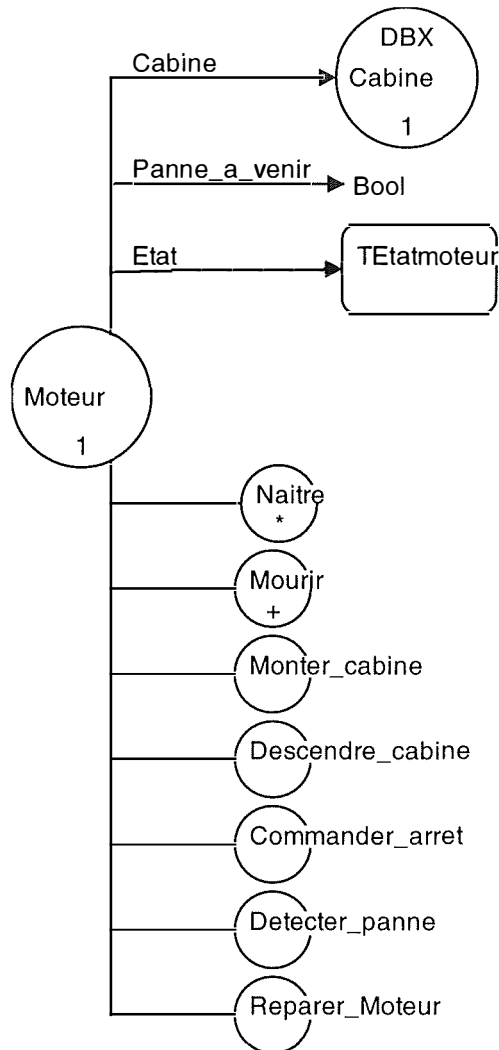 DBX
Cabine
Cabine
1
Panne_a_venir
Bool
Etat
TEtatmoteur
Moteur
1
Naitre
*
Mourir
+
Monter_cabine
Descendre_cabine
Commander_arret
Detecter_panne
Reparer_Moteur